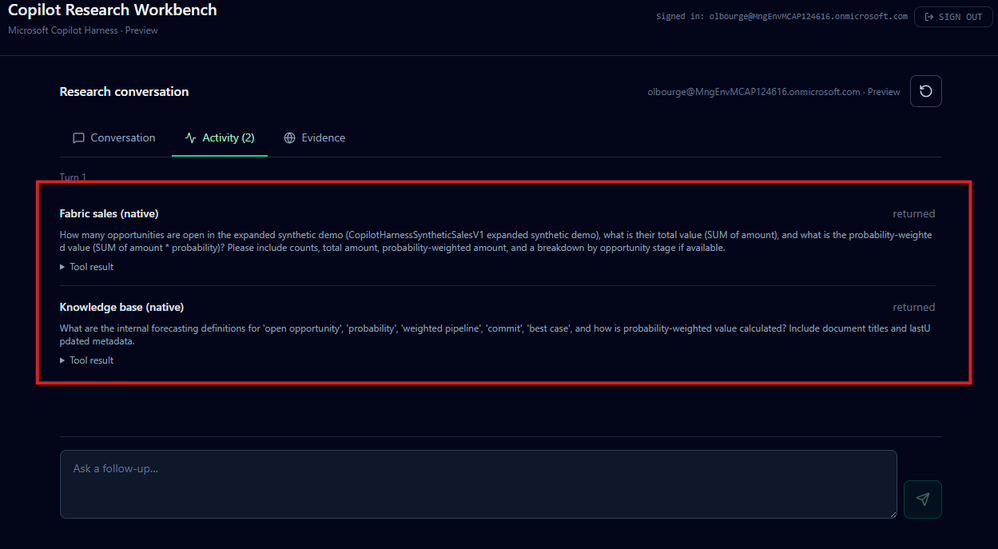 Copilot Research Workbench
Microsoft Copilot Harness · Preview
Signed in: olbourge@MngEnvMCAP124616.onmicrosoft.com
SIGN OUT
Research conversation
olbourge@MngEnvMCAP124616.onmicrosoft.com · Preview
Conversation
Activity (2)
Evidence
Turn 1
Fabric sales (native)
returned
How many opportunities are open in the expanded synthetic demo (CopilotHarnessSyntheticSalesV1 expanded synthetic demo), what is their total value (SUM of amount), and what is the probability-weighte
d value (SUM of amount * probability)? Please include counts, total amount, probability-weighted amount, and a breakdown by opportunity stage if available.
Tool result
Knowledge base (native)
returned
What are the internal forecasting definitions for 'open opportunity', 'probability', 'weighted pipeline', 'commit', 'best case', and how is probability-weighted value calculated? Include document titles and lastU
pdated metadata.
Tool result
Ask a follow-up...